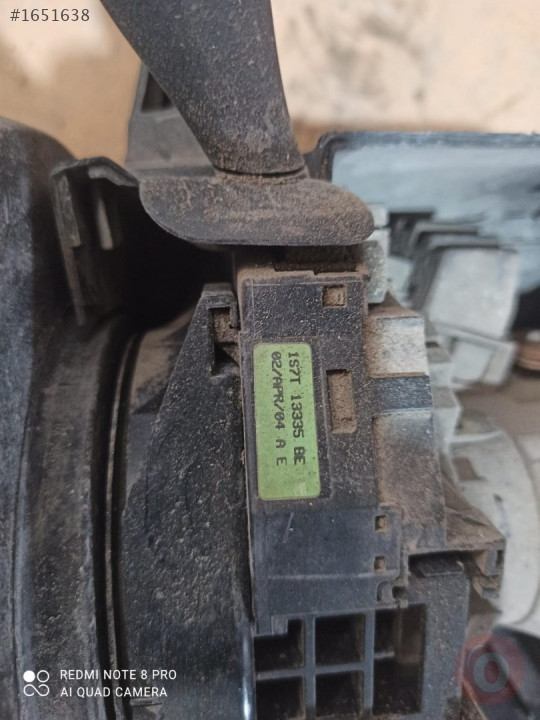 #1651638
1S7T 13335 BE
02/APR/04 A E
REDMI NOTE 8 PRO
AI QUAD CAMERA